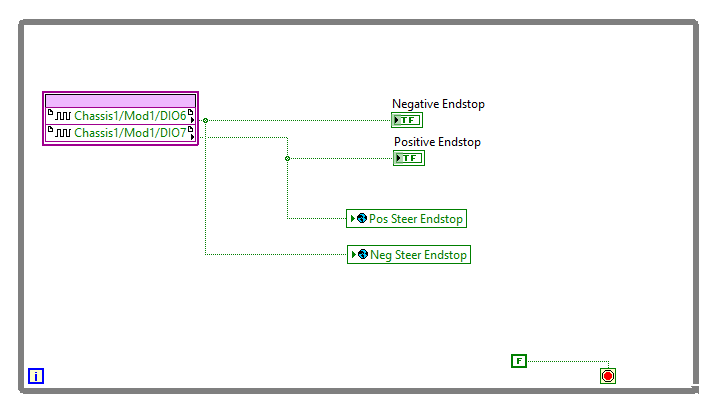 Negative Endstop
Chassis1/Mod1/DIO6
TF
Chassis1/Mod1/DIO7
Positive Endstop
TF
Pos Steer Endstop
Neg Steer Endstop
F
i